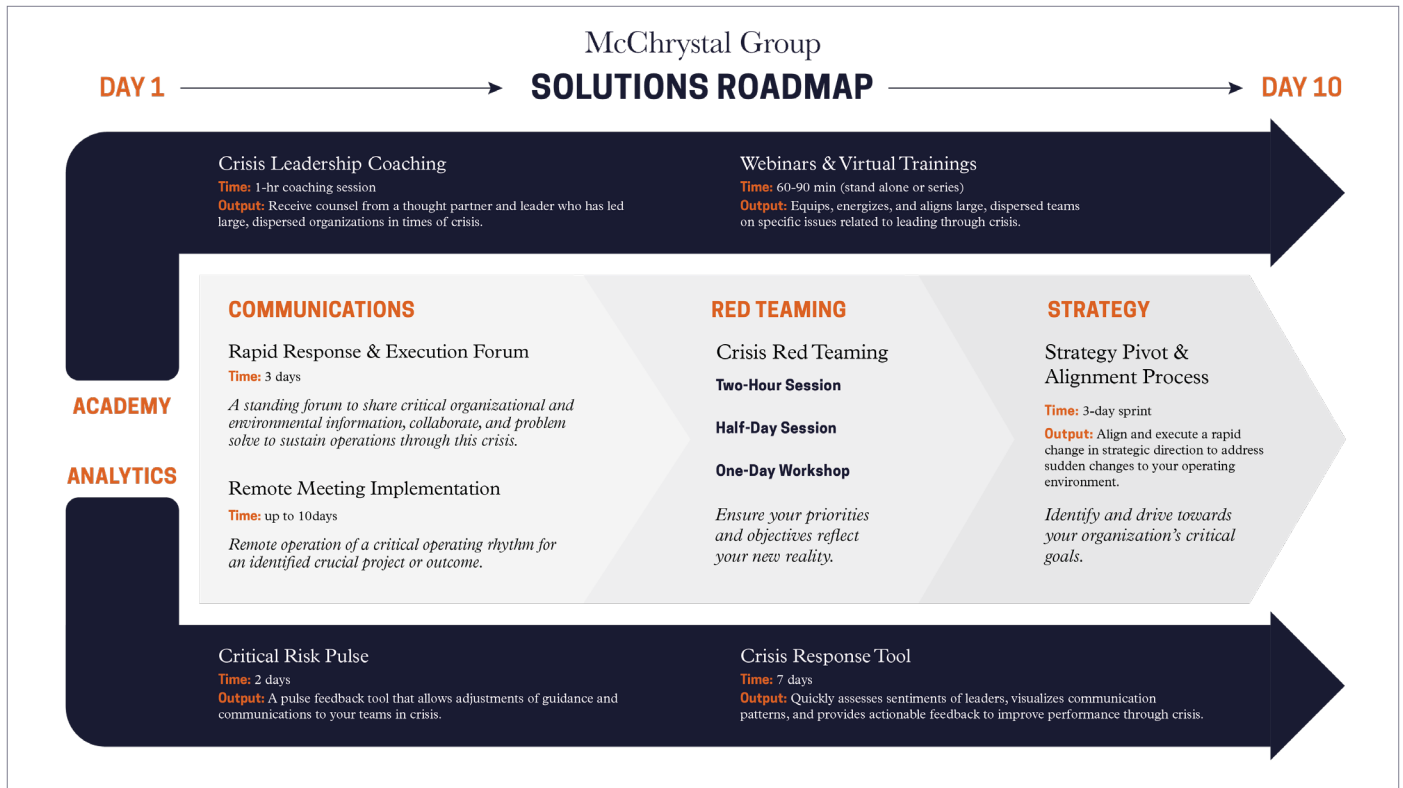 McChrystal Group
DAY 1
SOLUTIONS ROADMAP
DAY 10
Crisis Leadership Coaching
Time: 1-hr coaching session
Output: Receive counsel from a thought partner and leader who has led
large, dispersed organizations in times of crisis.
Webinars & Virtual Trainings
Time: 60-90 min (stand alone or series)
Output: Equips, energizes, and aligns large, dispersed teams
on specific issues related to leading through crisis.
ACADEMY
COMMUNICATIONS
Rapid Response & Execution Forum
Time: 3 days
A standing forum to share critical organizational and
environmental information, collaborate, and problem
solve to sustain operations through this crisis.
Remote Meeting Implementation
Time: up to 10days
Remote operation of a critical operating rhythm for
an identified crucial project or outcome.
RED TEAMING
Crisis Red Teaming
Two-Hour Session
Half-Day Session
One-Day Workshop
Ensure your priorities
and objectives reflect
your new reality.
STRATEGY
Strategy Pivot &
Alignment Process
Time: 3-day sprint
Output: Align and execute a rapid
change in strategic direction to address
sudden changes to your operating
environment.
Identify and drive towards
your organization's critical
goals.
ANALYTICS
Critical Risk Pulse
Time: 2 days
Output: A pulse feedback tool that allows adjustments of guidance and
communications to your teams in crisis.
Crisis Response Tool
Time: 7 days
Output: Quickly assesses sentiments of leaders, visualizes communication
patterns, and provides actionable feedback to improve performance through crisis.